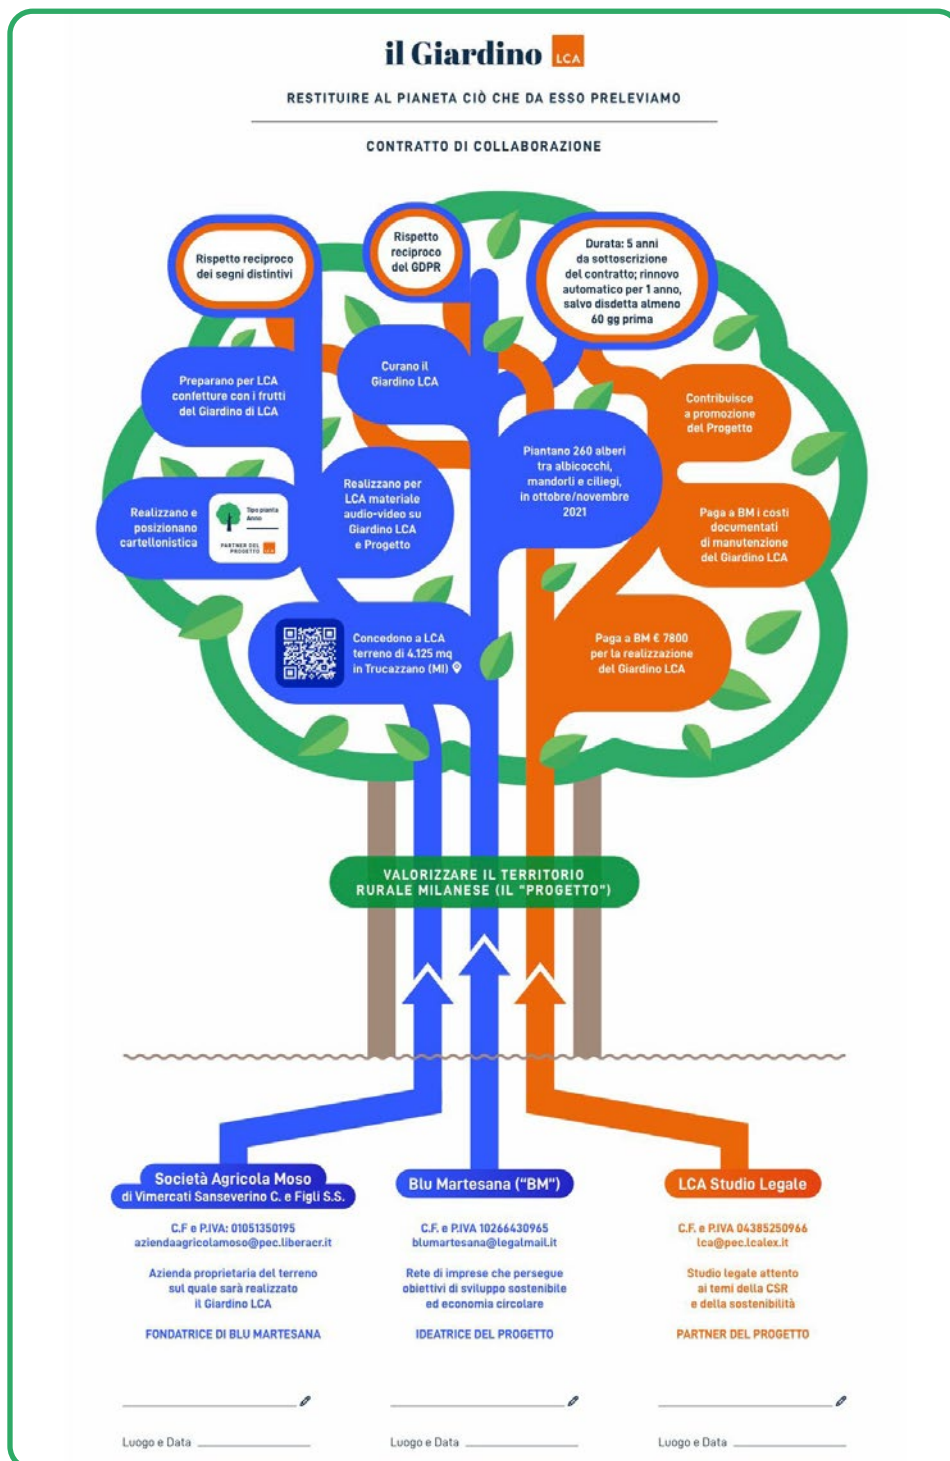 il Giardino LCA
RESTITUIRE AL PIANETA CIÒ CHE DA ESSO PRELEVIAMO
CONTRATTO DI COLLABORAZIONE
Rispetto reciproco
dei segni distintivi
Rispetto
reciproco
del GDPR
Durata: 5 anni
da sottoscrizione
del contratto; rinnovo
automatico per 1 anno,
salvo disdetta almeno
60 gg prima
Preparano per LCA
confetture con i frutti
del Giardino di LCA
Curano il
Giardino LCA
Contribuisce
a promozione
del Progetto
Realizzano e
posizionano
cartellonistica
Tipo pianta
Anno
PARTNER DEL
PROGETTO LCA
Realizzano per
LCA materiale
audio-video su
Giardino LCA
e Progetto
Piantano 260 alberi
tra albicocchi,
mandorli e ciliegi,
in ottobre/novembre
2021
Paga a BM i costi
documentati
di manutenzione
del Giardino LCA
Concedono a LCA
terreno di 4.125 mq
in Trucazzano (MI)
Paga a BM € 7800
per la realizzazione
del Giardino LCA
VALORIZZARE IL TERRITORIO
RURALE MILANESE (IL "PROGETTO")
Società Agricola Moso
di Vimercati Sanseverino C. e Figli S.S.
C.F e P.IVA: 01051350195
aziendaagricolamoso@pec.liberacr.it
Azienda proprietaria del terreno
sul quale sarà realizzato
il Giardino LCA
FONDATRICE DI BLU MARTESANA
Blu Martesana ("BM")
C.F. e P.IVA 10266430965
blumartesana@legalmail.it
Rete di imprese che persegue
obiettivi di sviluppo sostenibile
ed economia circolare
IDEATRICE DEL PROGETTO
LCA Studio Legale
C.F. e P.IVA 04385250966
lca@pec.lcalex.it
Studio legale attento
ai temi della CSR
e della sostenibilità
PARTNER DEL PROGETTO
Luogo e Data
Luogo e Data
Luogo e Data